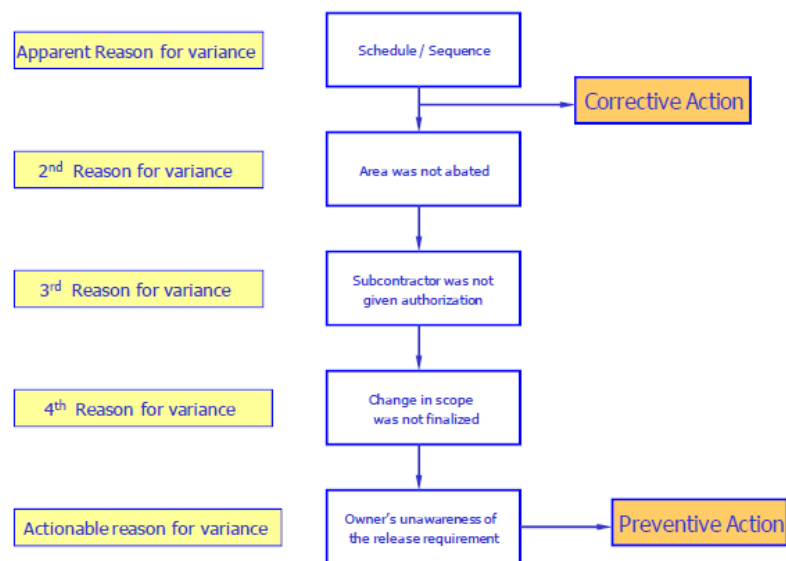 Apparent Reason for variance
Schedule / Sequence
Corrective Action
2nd Reason for variance
Area was not abated
3rd Reason for variance
Subcontractor was not
given authorization
4th Reason for variance
Change in scope
was not finalized
Actionable reason for variance
Owner's unawareness of
the release requirement
Preventive Action